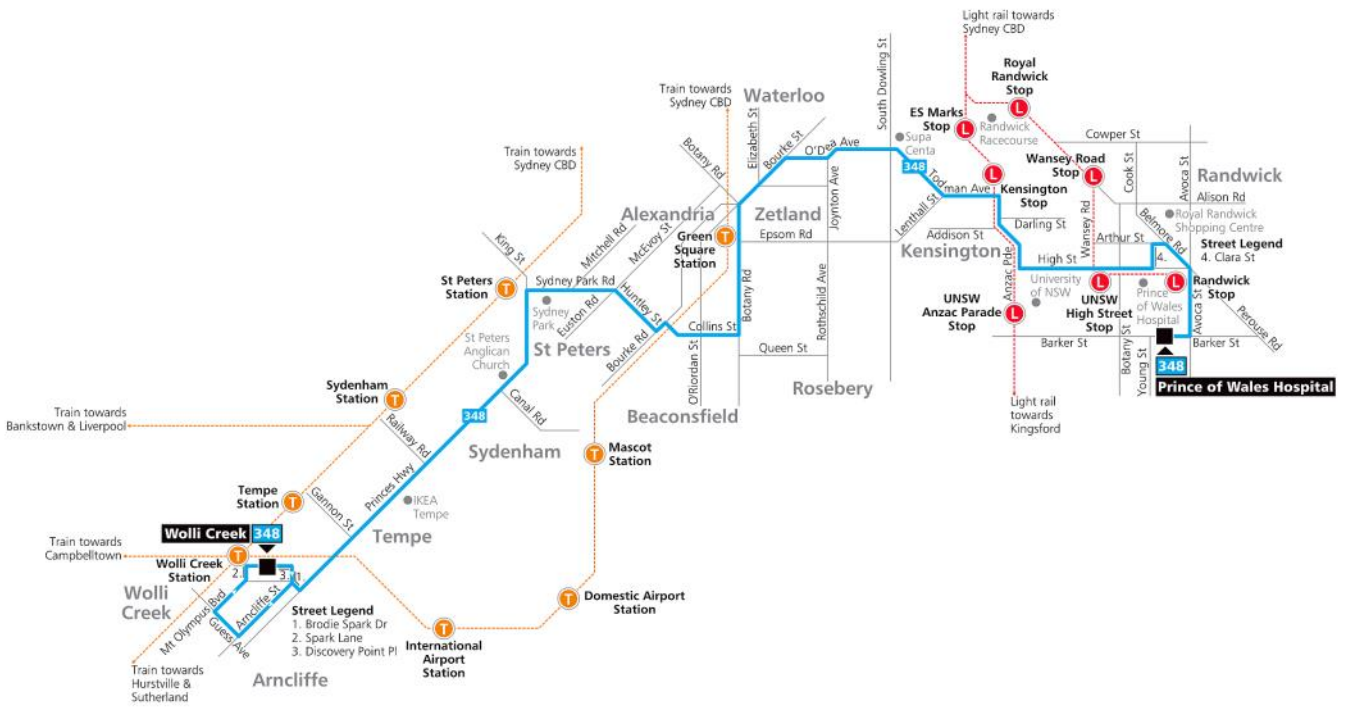 Light rail towards
Sydney CBD
Royal
Randwick
Stop
Train towards
Sydney CBD
Waterloo
South Dowling St
ES Marks
Stop
Randwick
Racecourse
Cowper St
Elizabeth St
Bourke St
O'Dea Ave
Supa
Centa
Train towards
Sydney CBD
Botany Rd
348
Todman Ave
Wansey Road
Stop
Cook St
Avoca St
Randwick
Kensington
Stop
Alison Rd
Joynton Ave
Lenthall St
Alexandria
Zetland
Mitchell Rd
McEvoy St
Green
Square
Station
Epsom Rd
Addison St
Kensington
Darling St
Wansey Rd
Belmore Rd
Royal Randwick
Shopping Centre
Arthur St
Street Legend
4. Clara St
4.
King St
High St
St Peters
Station
Sydney Park Rd
Anzac Pde
University
of NSW
UNSW
High Street
Stop
Prince
of Wales
Hospital
Randwick
Stop
Sydney
Park
Euston Rd
Huntley St
Botany Rd
Rothschild Ave
UNSW
Anzac Parade
Stop
Avoca St
Perouse Rd
Collins St
St Peters
Anglican
Church
St Peters
Bourke Rd
O'Riordan St
Queen St
Barker St
Botany St
Young St
Barker St
348
Prince of Wales Hospital
Rosebery
Sydenham
Station
Light rail
towards
Kingsford
Train towards
Bankstown & Liverpool
348
Canal Rd
Beaconsfield
Railway Rd
Sydenham
Mascot
Station
Princes Hwy
Tempe
Station
Gannon St
IKEA
Tempe
Wolli Creek
348
Tempe
Train towards
Campbelltown
Wolli Creek
Station
2.
3.
1.
Wolli
Creek
Mt Olympus Bvd
Arncliffe St
Guess Ave
Street Legend
1. Brodie Spark Dr
2. Spark Lane
3. Discovery Point Pl
Domestic Airport
Station
International
Airport
Station
Train towards
Hurstville &
Sutherland
Arncliffe
T
T
T
T
T
T
T
T
L
L
L
L
L
L
L